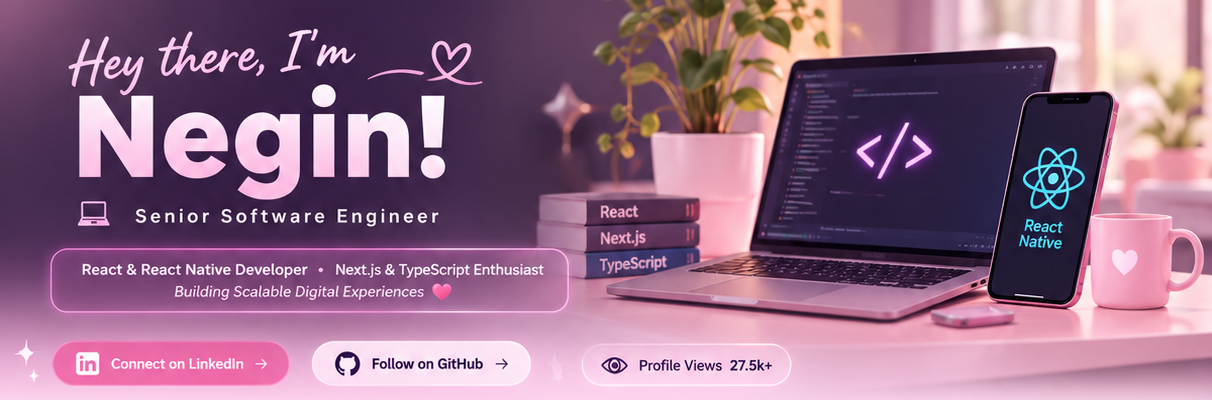 Hey there, I'm
Negin!
Senior Software Engineer
React & React Native Developer • Next.js & TypeScript Enthusiast
Building Scalable Digital Experiences
in Connect on LinkedIn →
Follow on GitHub →
Profile Views 27.5k+
React
Next.js
TypeScript
</>
React
Native